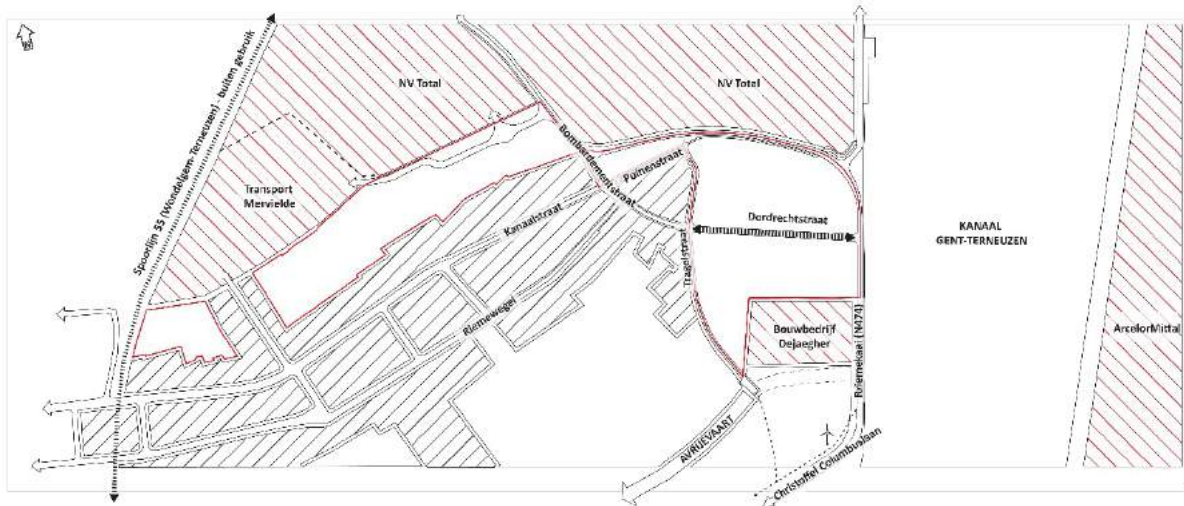 NV Total
NV Total
Spoorlijn 55 (Wondelgem-Terneuzen) - buiten gebruik
Bombardementstraat
Puinenstraat
Transport
Mervielde
Kanaalstraat
Dordrechtstraat
KANAAL
GENT-TERNEUZEN
Tragelstraat
Riemewegel
Bouwbedrijf
Dejaegher
Riemekaai (N474)
ArcelorMittal
AVRIJEVAART
Christoffel Columbuslaan